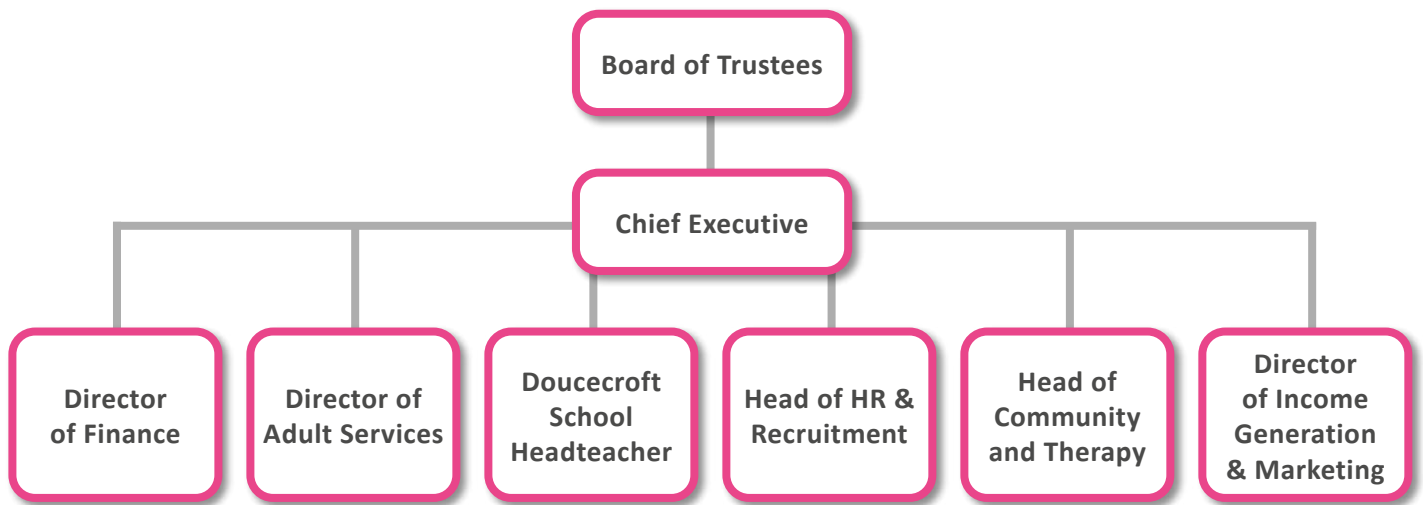 Board of Trustees
Chief Executive
Director
of Finance
Director of
Adult Services
Doucecroft
School
Headteacher
Head of HR &
Recruitment
Head of
Community
and Therapy
Director
of Income
Generation
& Marketing